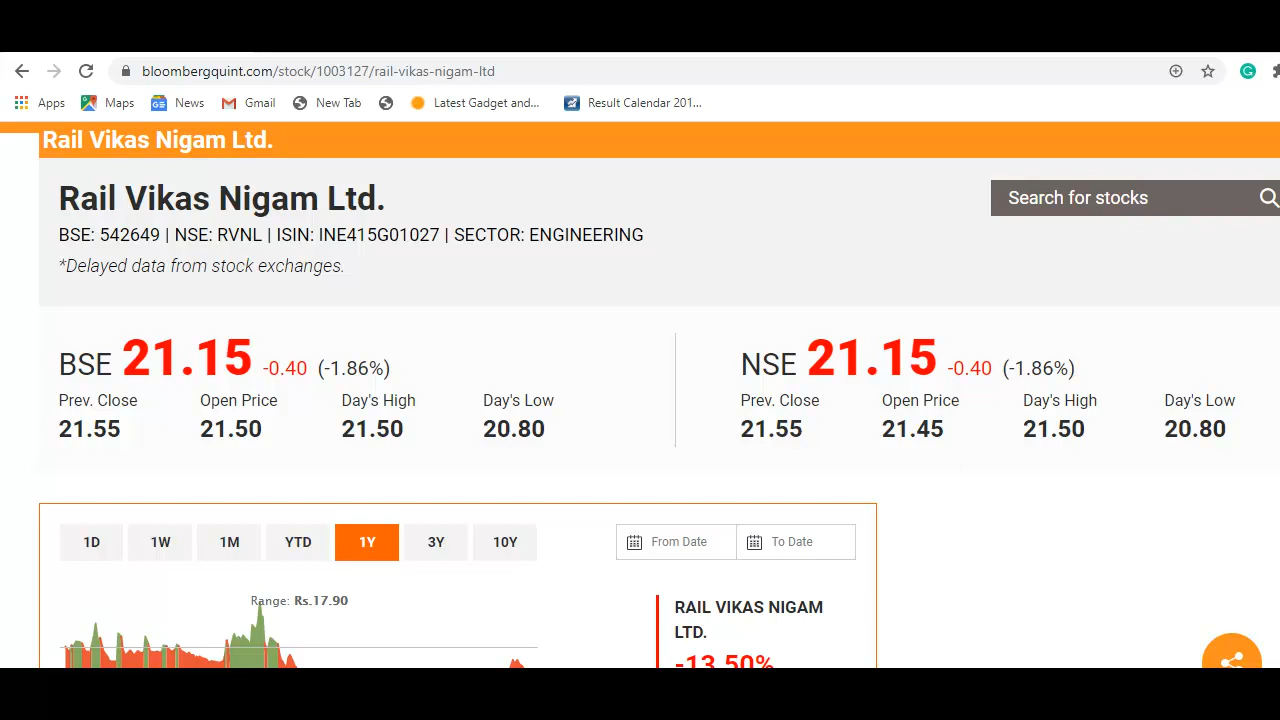 bloombergquint.com/stock/1003127/rail-vikas-nigam-ltd
Apps Maps News Gmail New Tab Latest Gadget and... Result Calendar 201...
Rail Vikas Nigam Ltd.
Rail Vikas Nigam Ltd.
Search for stocks
BSE: 542649 | NSE: RVNL | ISIN: INE415G01027 | SECTOR: ENGINEERING
*Delayed data from stock exchanges.
BSE 21.15 -0.40 (-1.86%)
Prev. Close Open Price Day's High Day's Low
21.55 21.50 21.50 20.80
NSE 21.15 -0.40 (-1.86%)
Prev. Close Open Price Day's High Day's Low
21.55 21.45 21.50 20.80
1D 1W 1M YTD 1Y 3Y 10Y
From Date To Date
Range: Rs.17.90
RAIL VIKAS NIGAM
LTD.
-13.50%